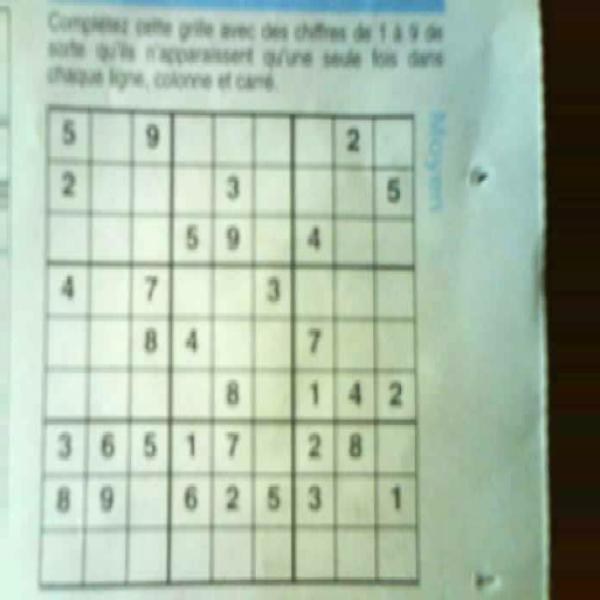 Complétez cette grille avec des chiffres de 1 à 9 de
sorte qu'ils n'apparaissent qu'une seule fois dans
chaque ligne, colonne et carré.
Moyen
5 9 2
2 3 5
5 9 4
4 7 3
8 4 7
8 1 4 2
3 6 5 1 7 2 8
8 9 6 2 5 3 1